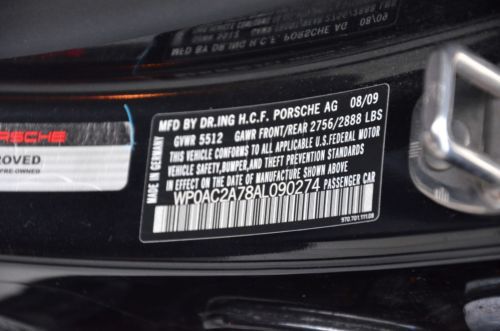 MFD BY DR.ING H.C.F. PORSCHE AG 08/09
GVWR 5512 GAWR FRONT/REAR 2756/2888 LBS
THIS VEHICLE CONFORMS TO ALL APPLICABLE U.S.FEDERAL MOTOR
VEHICLE SAFETY,BUMPER,AND THEFT PREVENTION STANDARDS
IN EFFECT ON THE DATE OF MANUFACTURE SHOWN ABOVE.
WP0AC2A78AL090274 PASSENGER CAR
MADE IN GERMANY
970.701.111.09
PORSCHE
ROVED